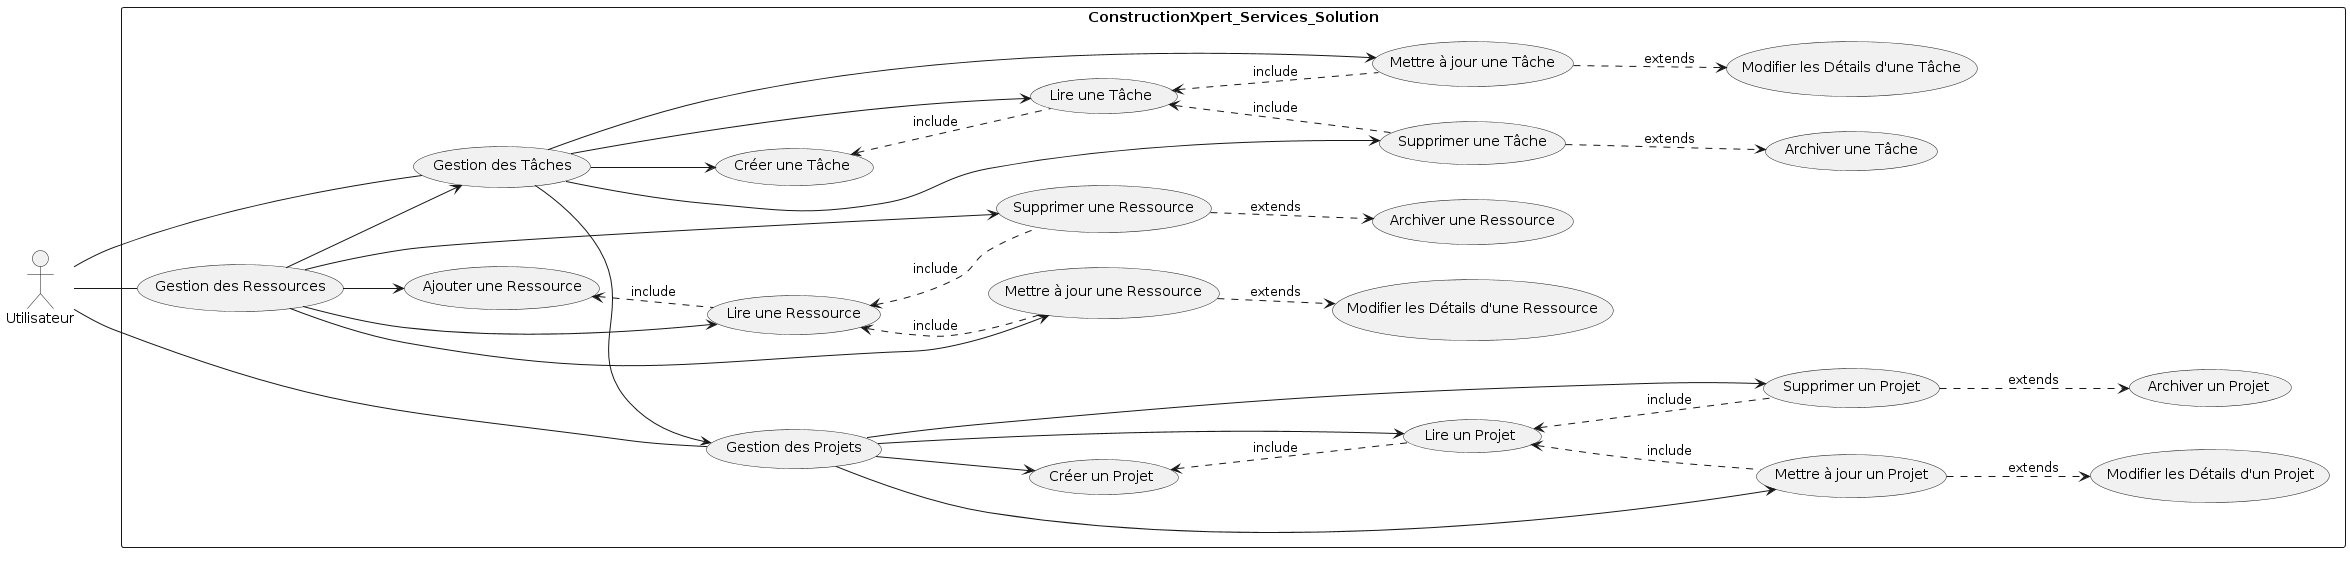 ConstructionXpert_Services_Solution
Mettre à jour une Tâche
extends
Modifier les Détails d'une Tâche
include
Lire une Tâche
include
include
Supprimer une Tâche
extends
Archiver une Tâche
Gestion des Tâches
Créer une Tâche
Supprimer une Ressource
extends
Archiver une Ressource
include
Gestion des Ressources
Ajouter une Ressource
include
Lire une Ressource
include
Mettre à jour une Ressource
extends
Modifier les Détails d'une Ressource
Utilisateur
Supprimer un Projet
extends
Archiver un Projet
include
Gestion des Projets
Lire un Projet
include
include
Créer un Projet
Mettre à jour un Projet
extends
Modifier les Détails d'un Projet